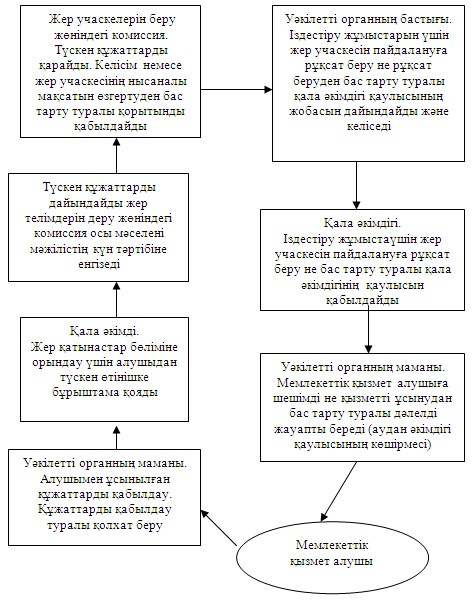 Жер учаскелерін беру
жөніндегі комиссия.
Түскен құжаттарды
қарайды. Келісім  немесе
жер учаскесінің нысаналы
мақсатын өзгертуден бас
тарту туралы қорытынды
қабылдайды
Уәкілетті органның бастығы.
Іздестіру жұмыстарын үшін
жер учаскесін пайдалануға
рұқсат беру не рұқсат
беруден бас тарту туралы
қала әкімдігі қаулысының
жобасын дайындайды және
келіседі
Түскен құжаттарды
дайындайды жер
телімдерін деру жөніндегі
комиссия осы мәселені
мәжілістің күн тәртібіне
енгізеді
Қала әкімдігі.
Іздестіру жұмыстаүшін жер
учаскесін пайдалануға рұқсат
беру не бас тарту туралы қала
әкімдігінің қаулысын
қабылдайды
Қала әкімді.
Жер қатынастар бөліміне
орындау үшін алушыдан
түскен өтінішке
бұрыштама қояды
Уәкілетті органның маманы.
Мемлекеттік қызмет алушыға
шешімді не қызметті ұсынудан
бас тарту туралы дәлелді
жауапты береді (аудан әкімдігі
қаулысының көшірмесі)
Уәкілетті органның маманы.
Алушымен ұсынылған
құжаттарды қабылдау.
Құжаттарды қабылдау
туралы қолхат беру
Мемлекеттік
қызмет алушы